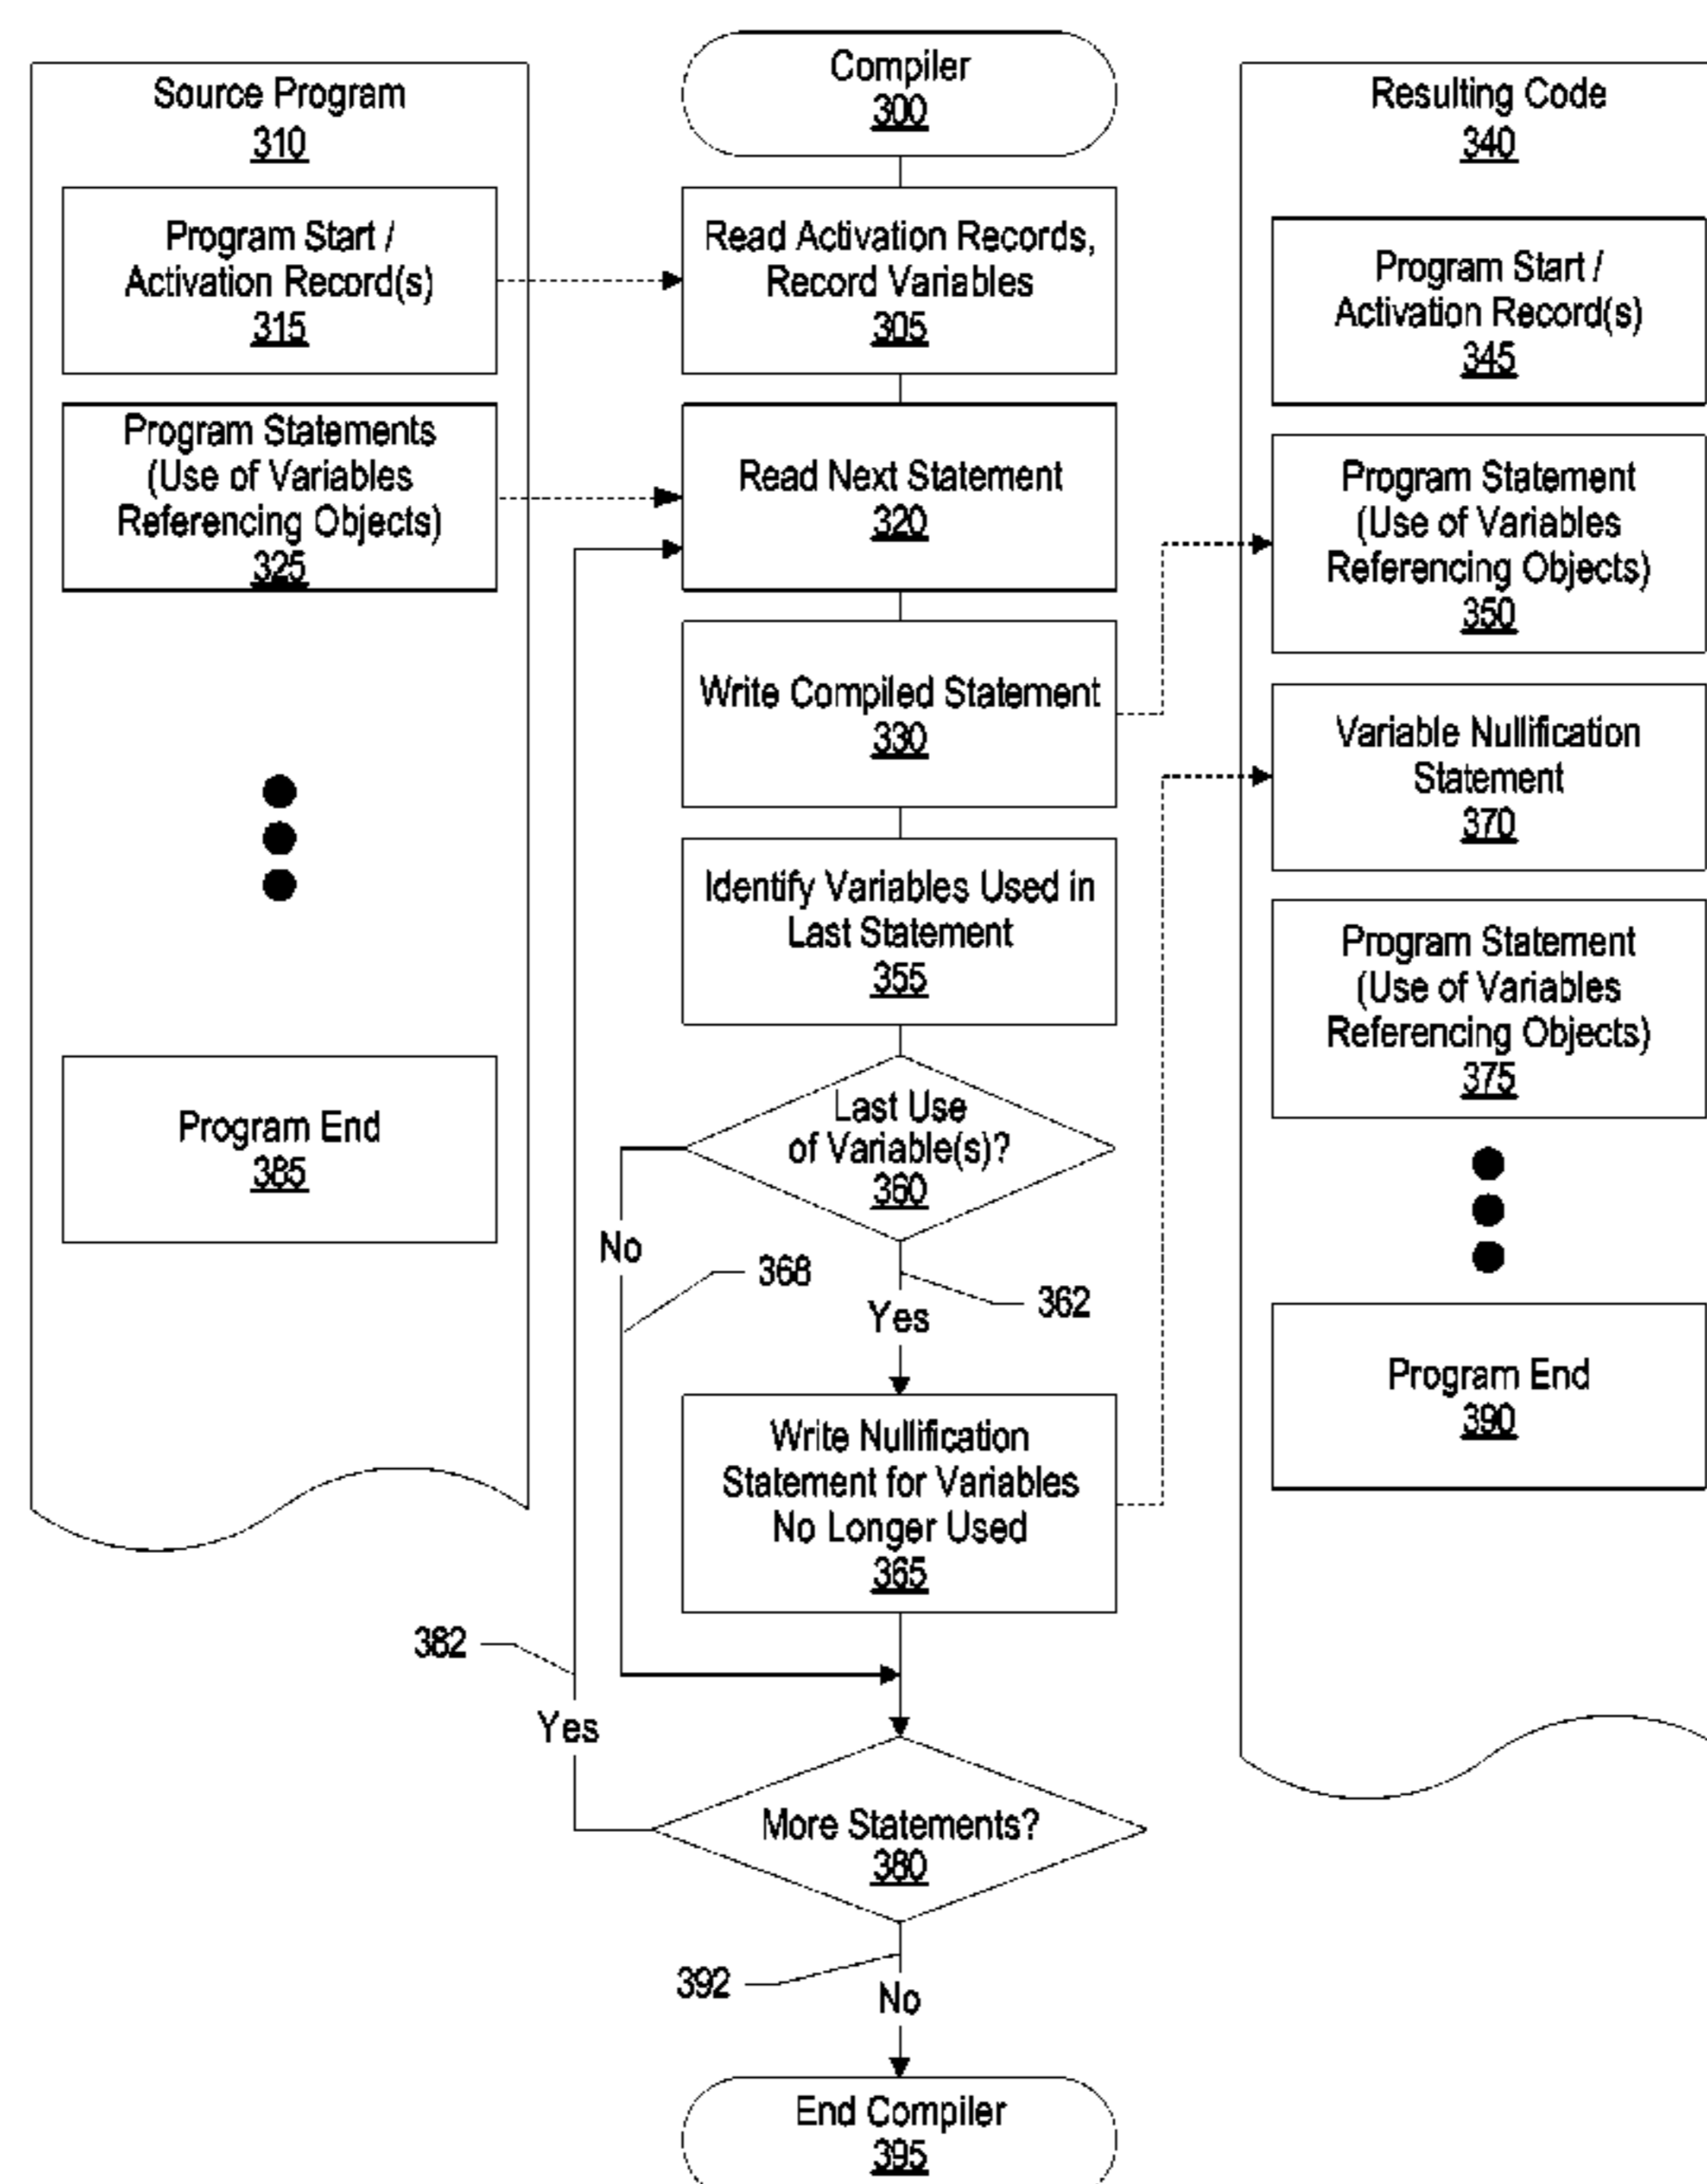 Source Program
310
Program Start /
Activation Record(s)
315
Program Statements
(Use of Variables
Referencing Objects)
325
Program End
385
Compiler
300
Read Activation Records,
Record Variables
305
Read Next Statement
320
Write Compiled Statement
330
Identify Variables Used in
Last Statement
355
Last Use
of Variable(s)?
360
No
368
362
Yes
Write Nullification
Statement for Variables
No Longer Used
365
382
Yes
More Statements?
380
392
No
End Compiler
395
Resulting Code
340
Program Start /
Activation Record(s)
345
Program Statement
(Use of Variables
Referencing Objects)
350
Variable Nullification
Statement
370
Program Statement
(Use of Variables
Referencing Objects)
375
Program End
390